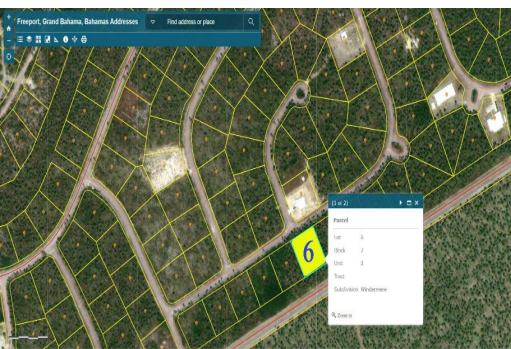 Freeport, Grand Bahama, Bahamas Addresses
Find address or place
(1 of 2)
Parcel
Lot 6
Block 7
Unit
Tract
Subdivision Windermere
Zoom to
6